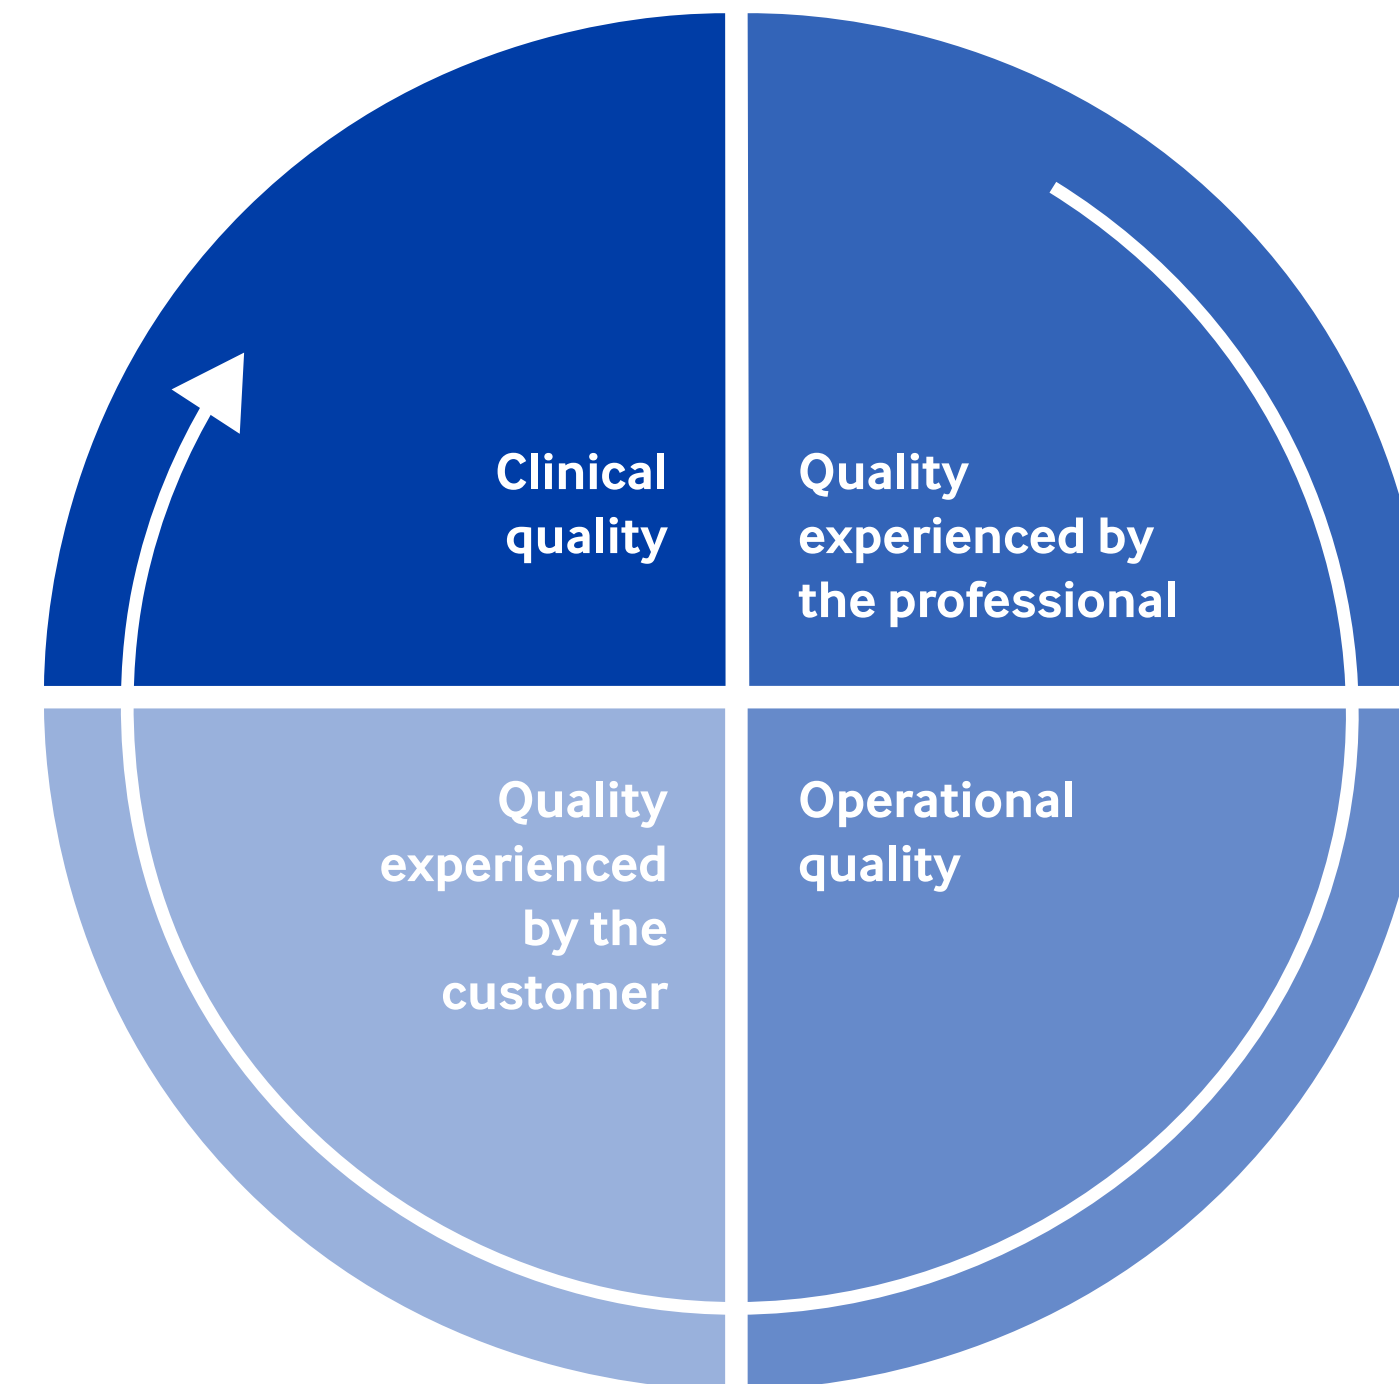 Clinical
quality
Quality
experienced by
the professional
Quality
experienced
by the
customer
Operational
quality